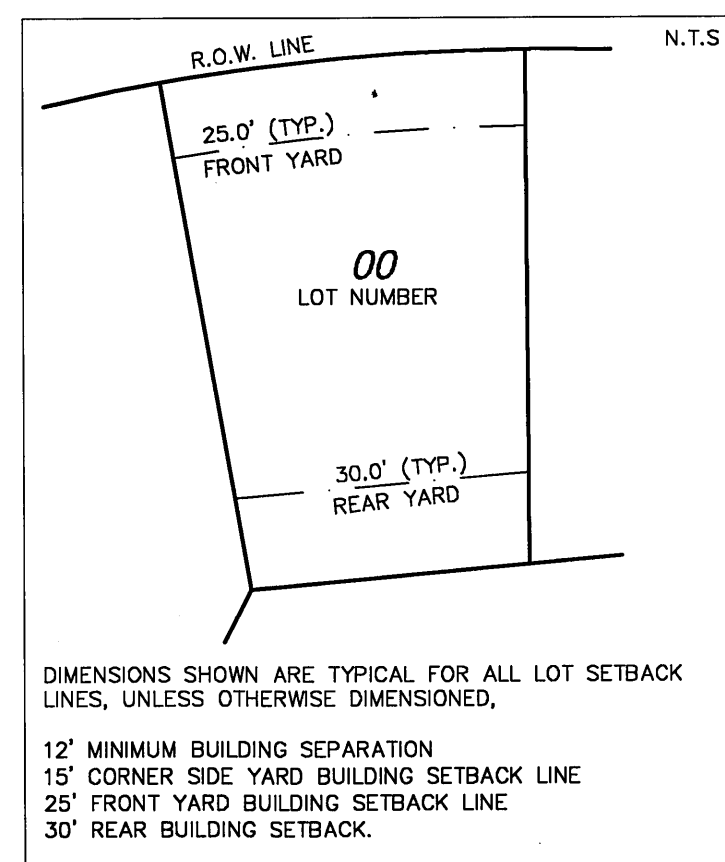 R.O.W. LINE
N.T.S
25.0' (TYP.)
FRONT YARD
00
LOT NUMBER
30.0' (TYP.)
REAR YARD
DIMENSIONS SHOWN ARE TYPICAL FOR ALL LOT SETBACK
LINES, UNLESS OTHERWISE DIMENSIONED,
12' MINIMUM BUILDING SEPARATION
15' CORNER SIDE YARD BUILDING SETBACK LINE
25' FRONT YARD BUILDING SETBACK LINE
30' REAR BUILDING SETBACK.